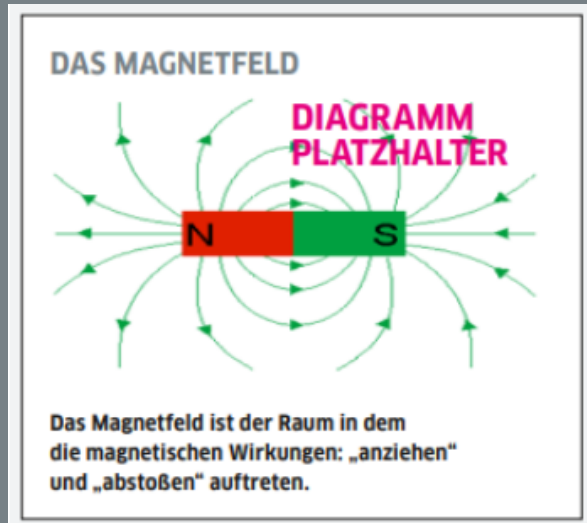 DAS MAGNETFELD
DIAGRAMM
PLATZHALTER
N S
Das Magnetfeld ist der Raum in dem
die magnetischen Wirkungen: „anziehen“
und „abstoßen“ auftreten.